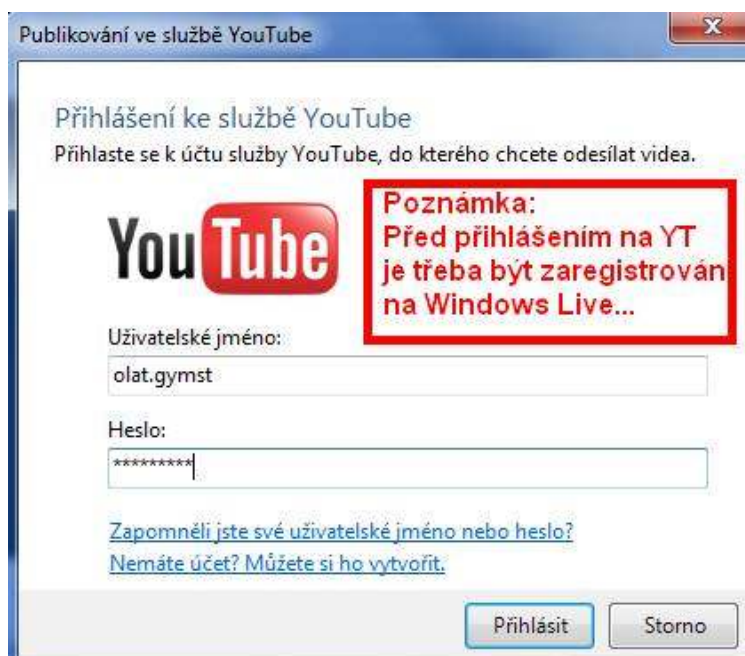 Publikování ve službě YouTube
Přihlášení ke službě YouTube
Přihlaste se k účtu služby YouTube, do kterého chcete odesílat videa.
YouTube
Poznámka:
Před přihlášením na YT
je třeba být zaregistrován
na Windows Live...
Uživatelské jméno:
olat.gymst
Heslo:
*********
Zapomněli jste své uživatelské jméno nebo heslo?
Nemáte účet? Můžete si ho vytvořit.
Přihlásit Storno